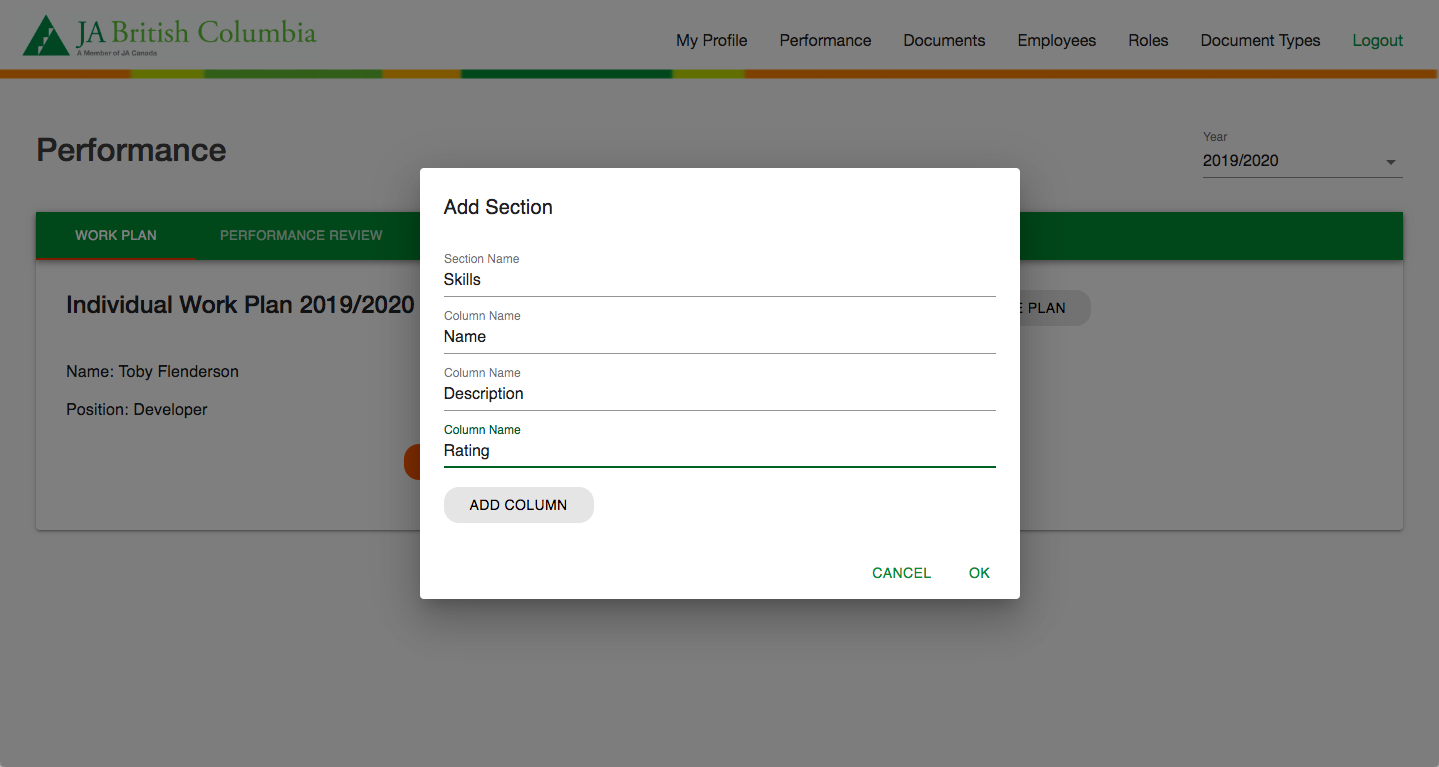 JA British Columbia
A Member of JA Canada
My Profile Performance Documents Employees Roles Document Types Logout
Performance
Year
2019/2020
WORK PLAN PERFORMANCE REVIEW
Individual Work Plan 2019/2020
PLAN
Name: Toby Flenderson
Position: Developer
Add Section
Section Name
Skills
Column Name
Name
Column Name
Description
Column Name
Rating
ADD COLUMN
CANCEL OK